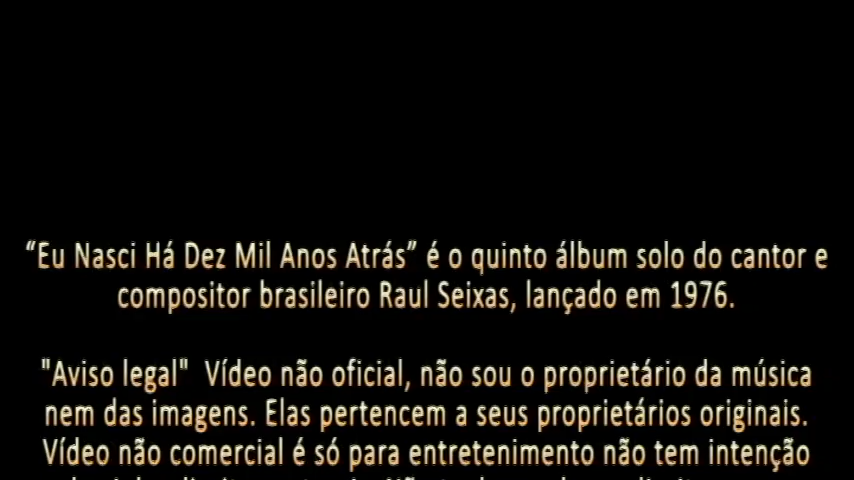 “Eu Nasci Há Dez Mil Anos Atrás” é o quinto álbum solo do cantor e
compositor brasileiro Raul Seixas, lançado em 1976.
"Aviso legal"  Vídeo não oficial, não sou o proprietário da música
nem das imagens. Elas pertencem a seus proprietários originais.
Vídeo não comercial é só para entretenimento não tem intenção